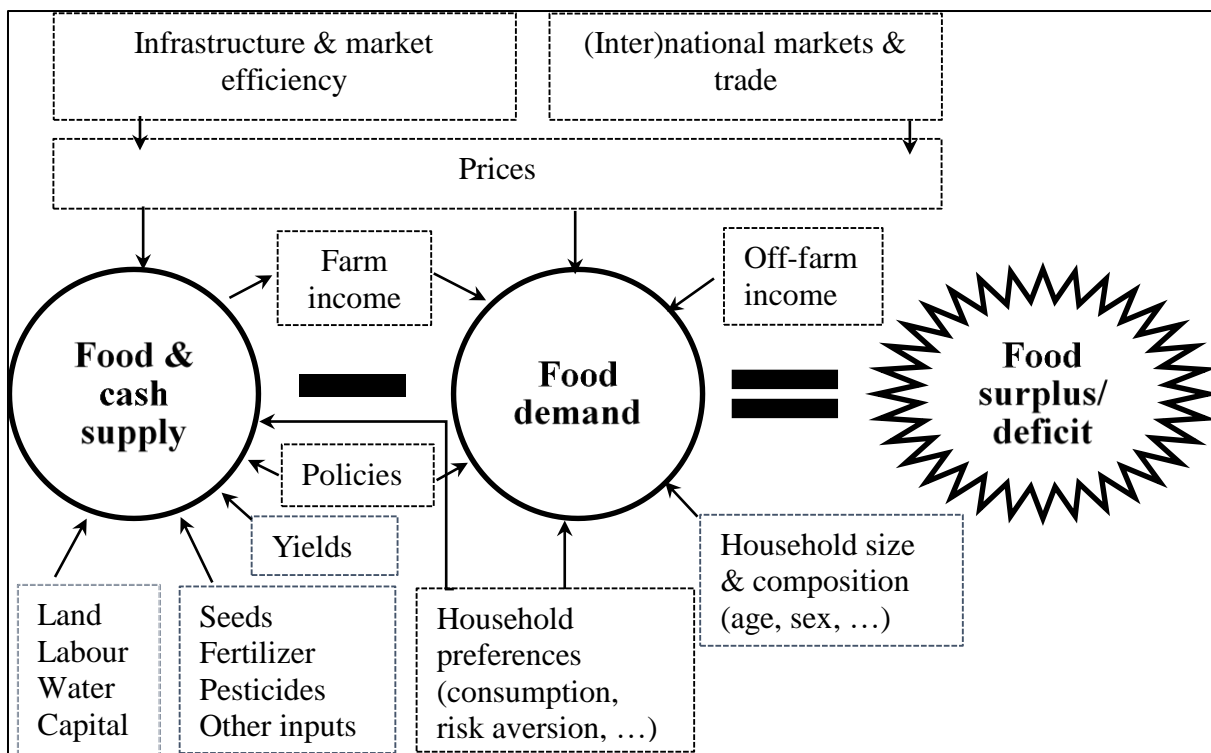 Infrastructure & market
efficiency
(Inter)national markets &
trade
Prices
Farm
income
Off-farm
income
Food &
cash
supply
Food
demand
Food
surplus/
deficit
Policies
Yields
Household size
& composition
(age, sex, …)
Land
Labour
Water
Capital
Seeds
Fertilizer
Pesticides
Other inputs
Household
preferences
(consumption,
risk aversion, …)